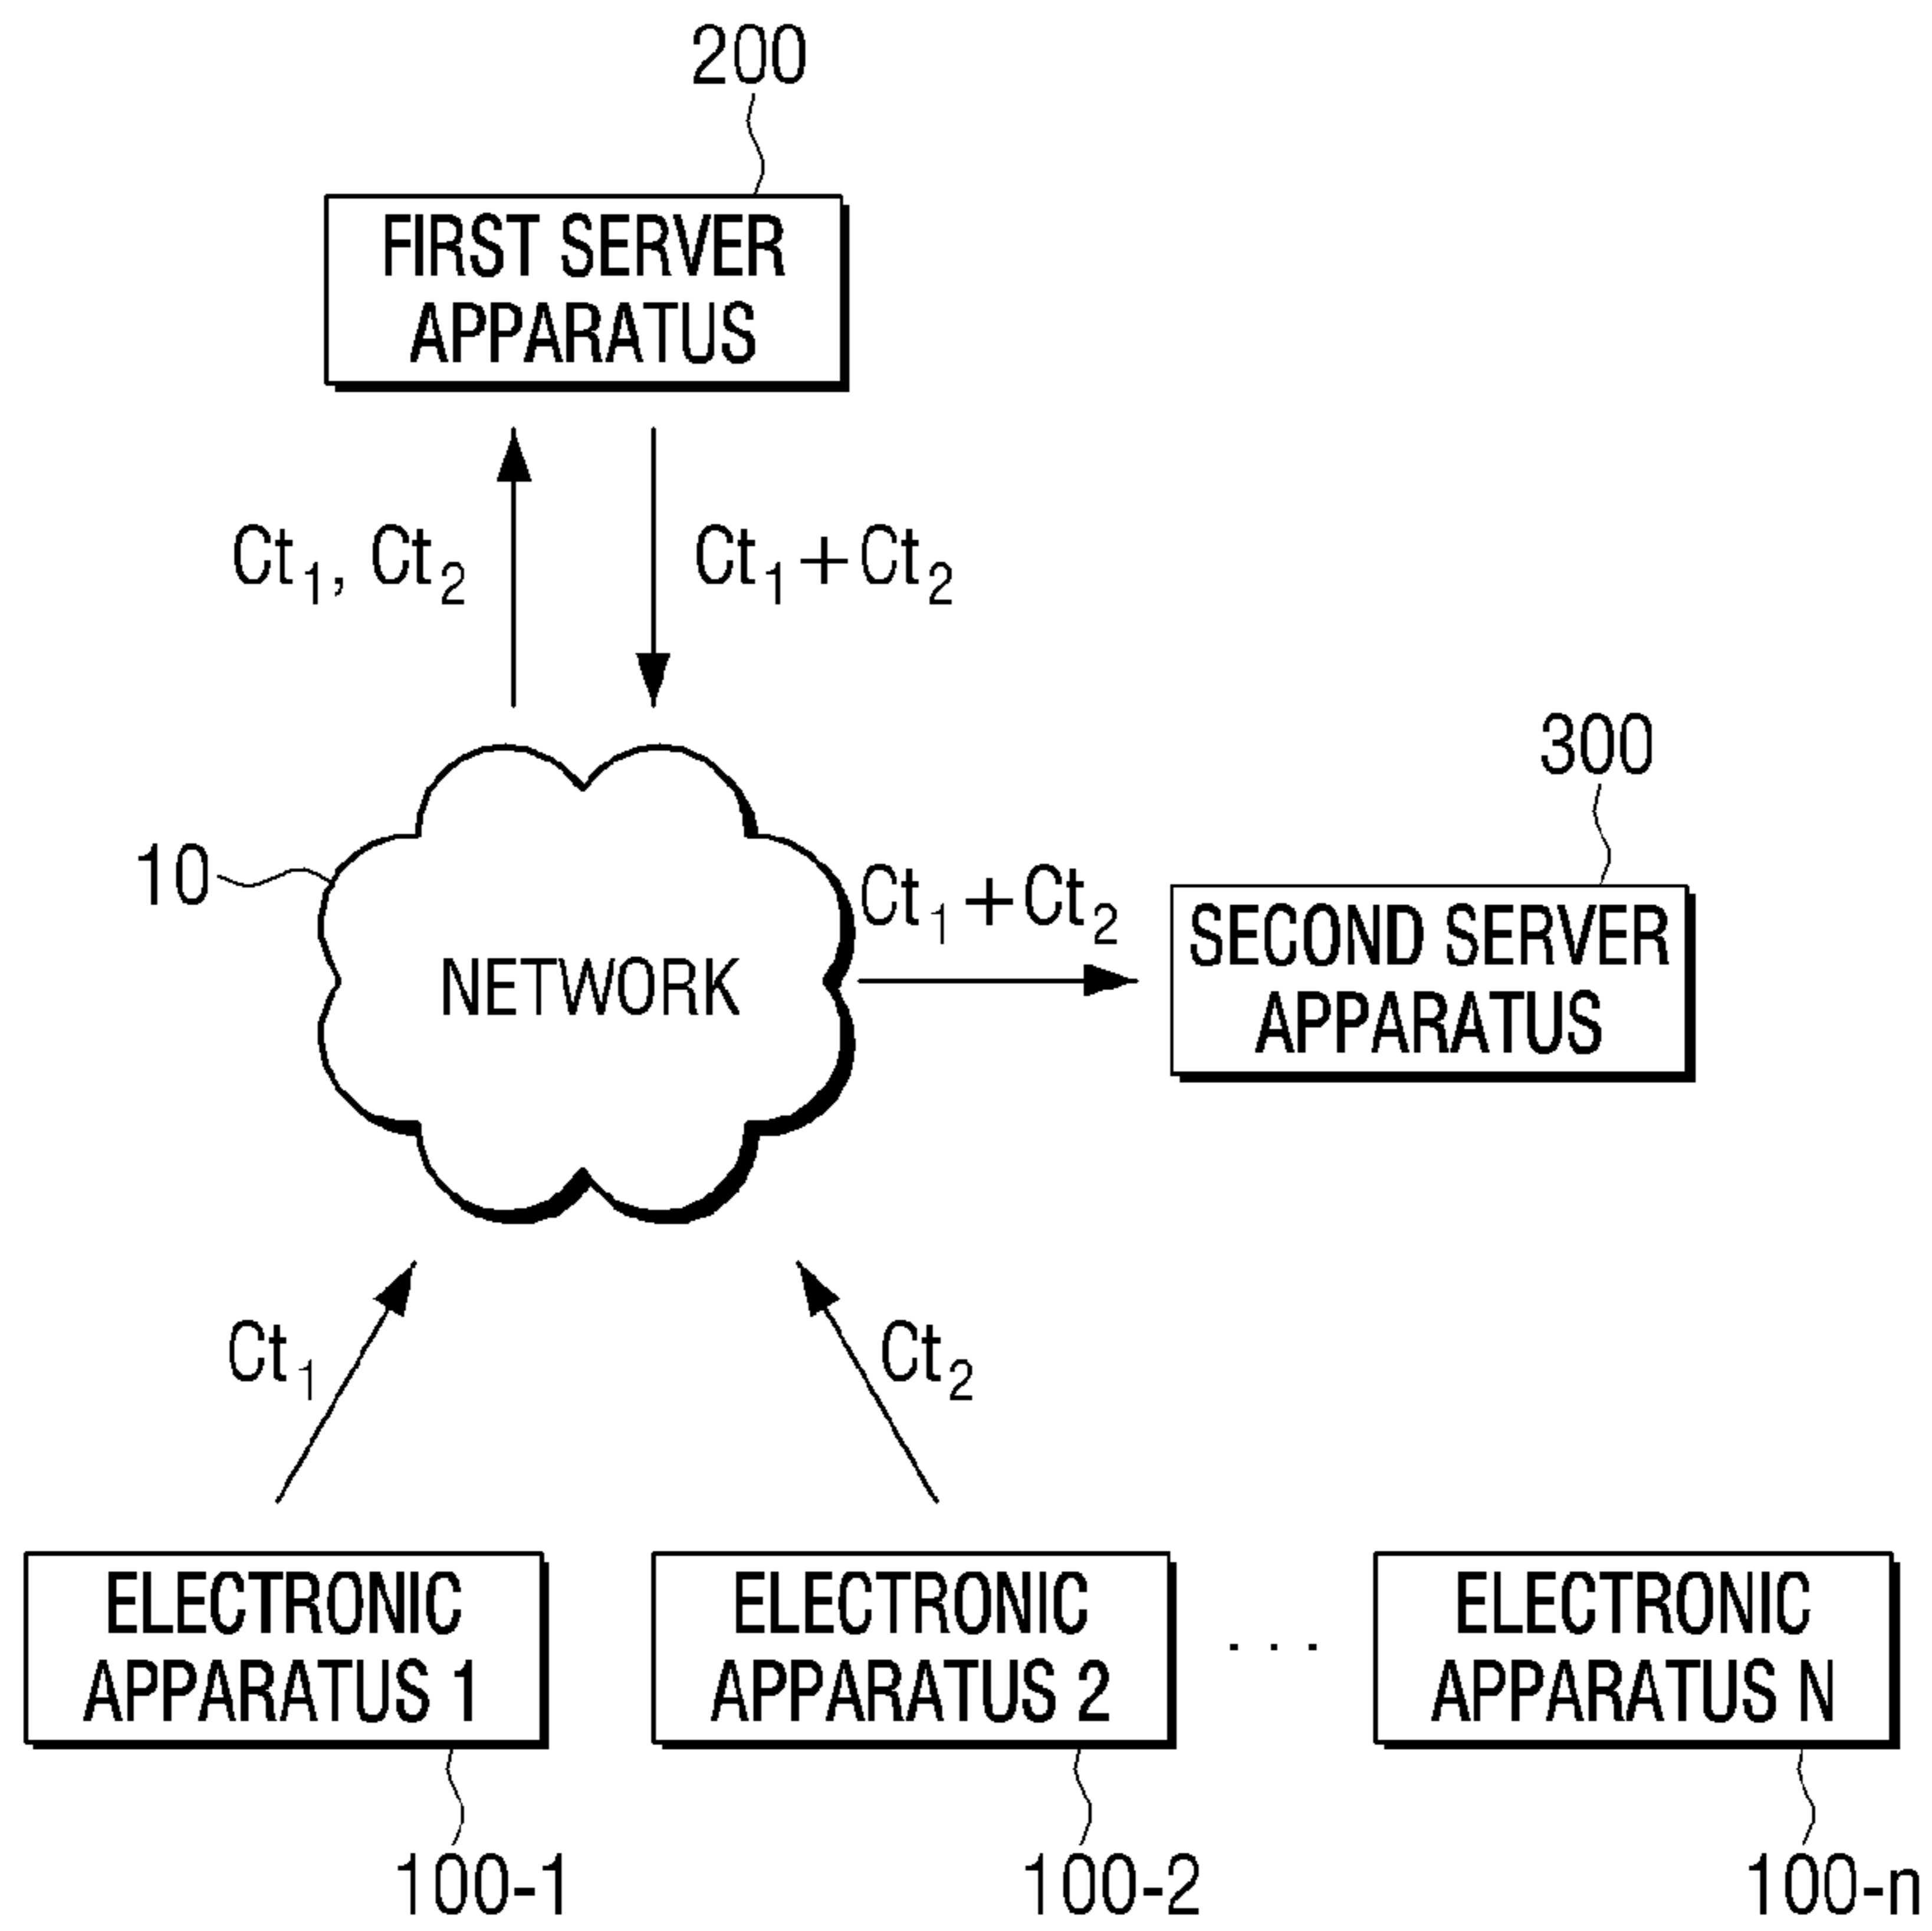 200
FIRST SERVER
APPARATUS
Ct₁, Ct₂
Ct₁+Ct₂
300
10
NETWORK
Ct₁+Ct₂
SECOND SERVER
APPARATUS
Ct₁
Ct₂
ELECTRONIC
APPARATUS 1
ELECTRONIC
APPARATUS 2
. . .
ELECTRONIC
APPARATUS N
100-1
100-2
100-n